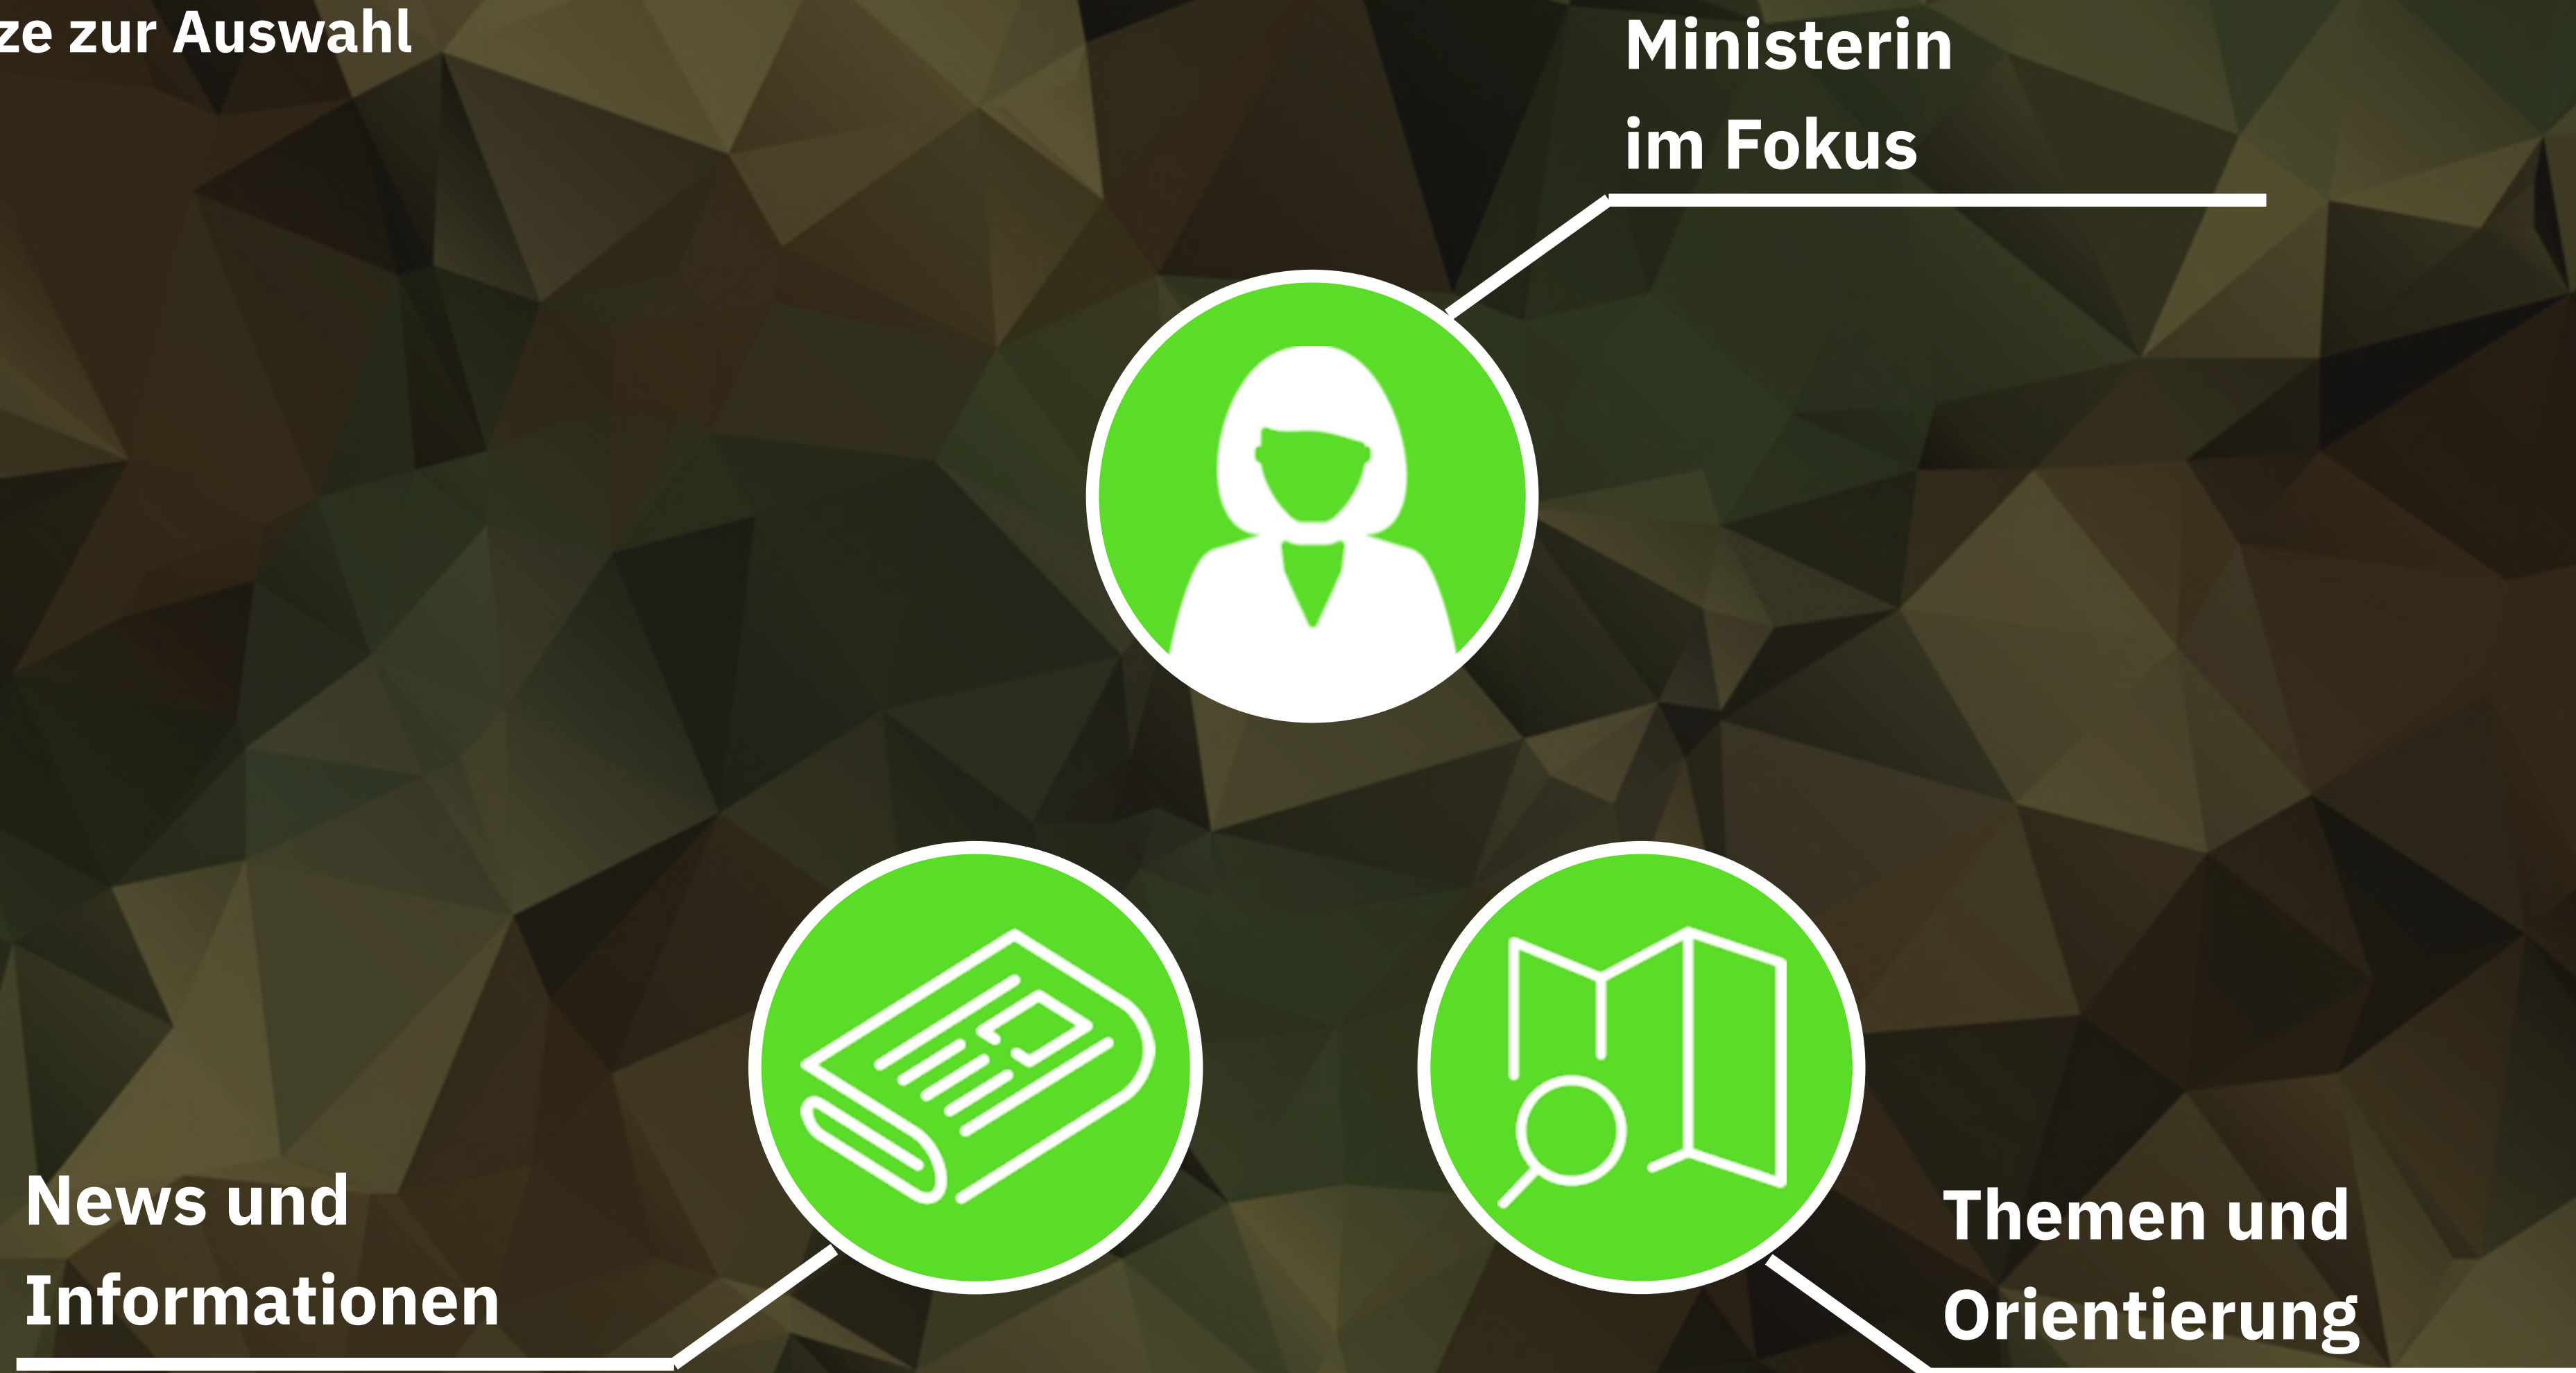 ze zur Auswahl
Ministerin
im Fokus
News und
Informationen
Themen und
Orientierung